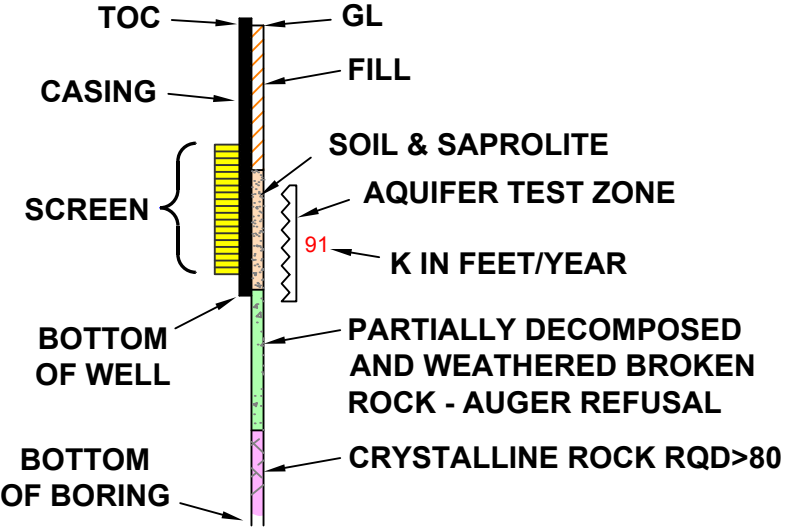 TOC
GL
FILL
CASING
SOIL & SAPROLITE
AQUIFER TEST ZONE
SCREEN
91
K IN FEET/YEAR
BOTTOM
OF WELL
PARTIALLY DECOMPOSED
AND WEATHERED BROKEN
ROCK - AUGER REFUSAL
CRYSTALLINE ROCK RQD>80
BOTTOM
OF BORING